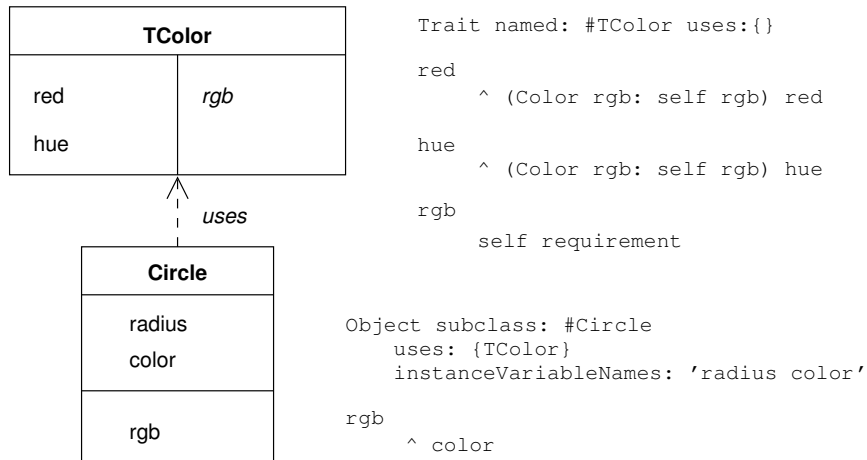 TColor
red
rgb
hue
uses
Circle
radius
color
rgb
Trait named: #TColor uses:{}
red
^ (Color rgb: self rgb) red
hue
^ (Color rgb: self rgb) hue
rgb
self requirement
Object subclass: #Circle
uses: {TColor}
instanceVariableNames: ’radius color’
rgb
^ color